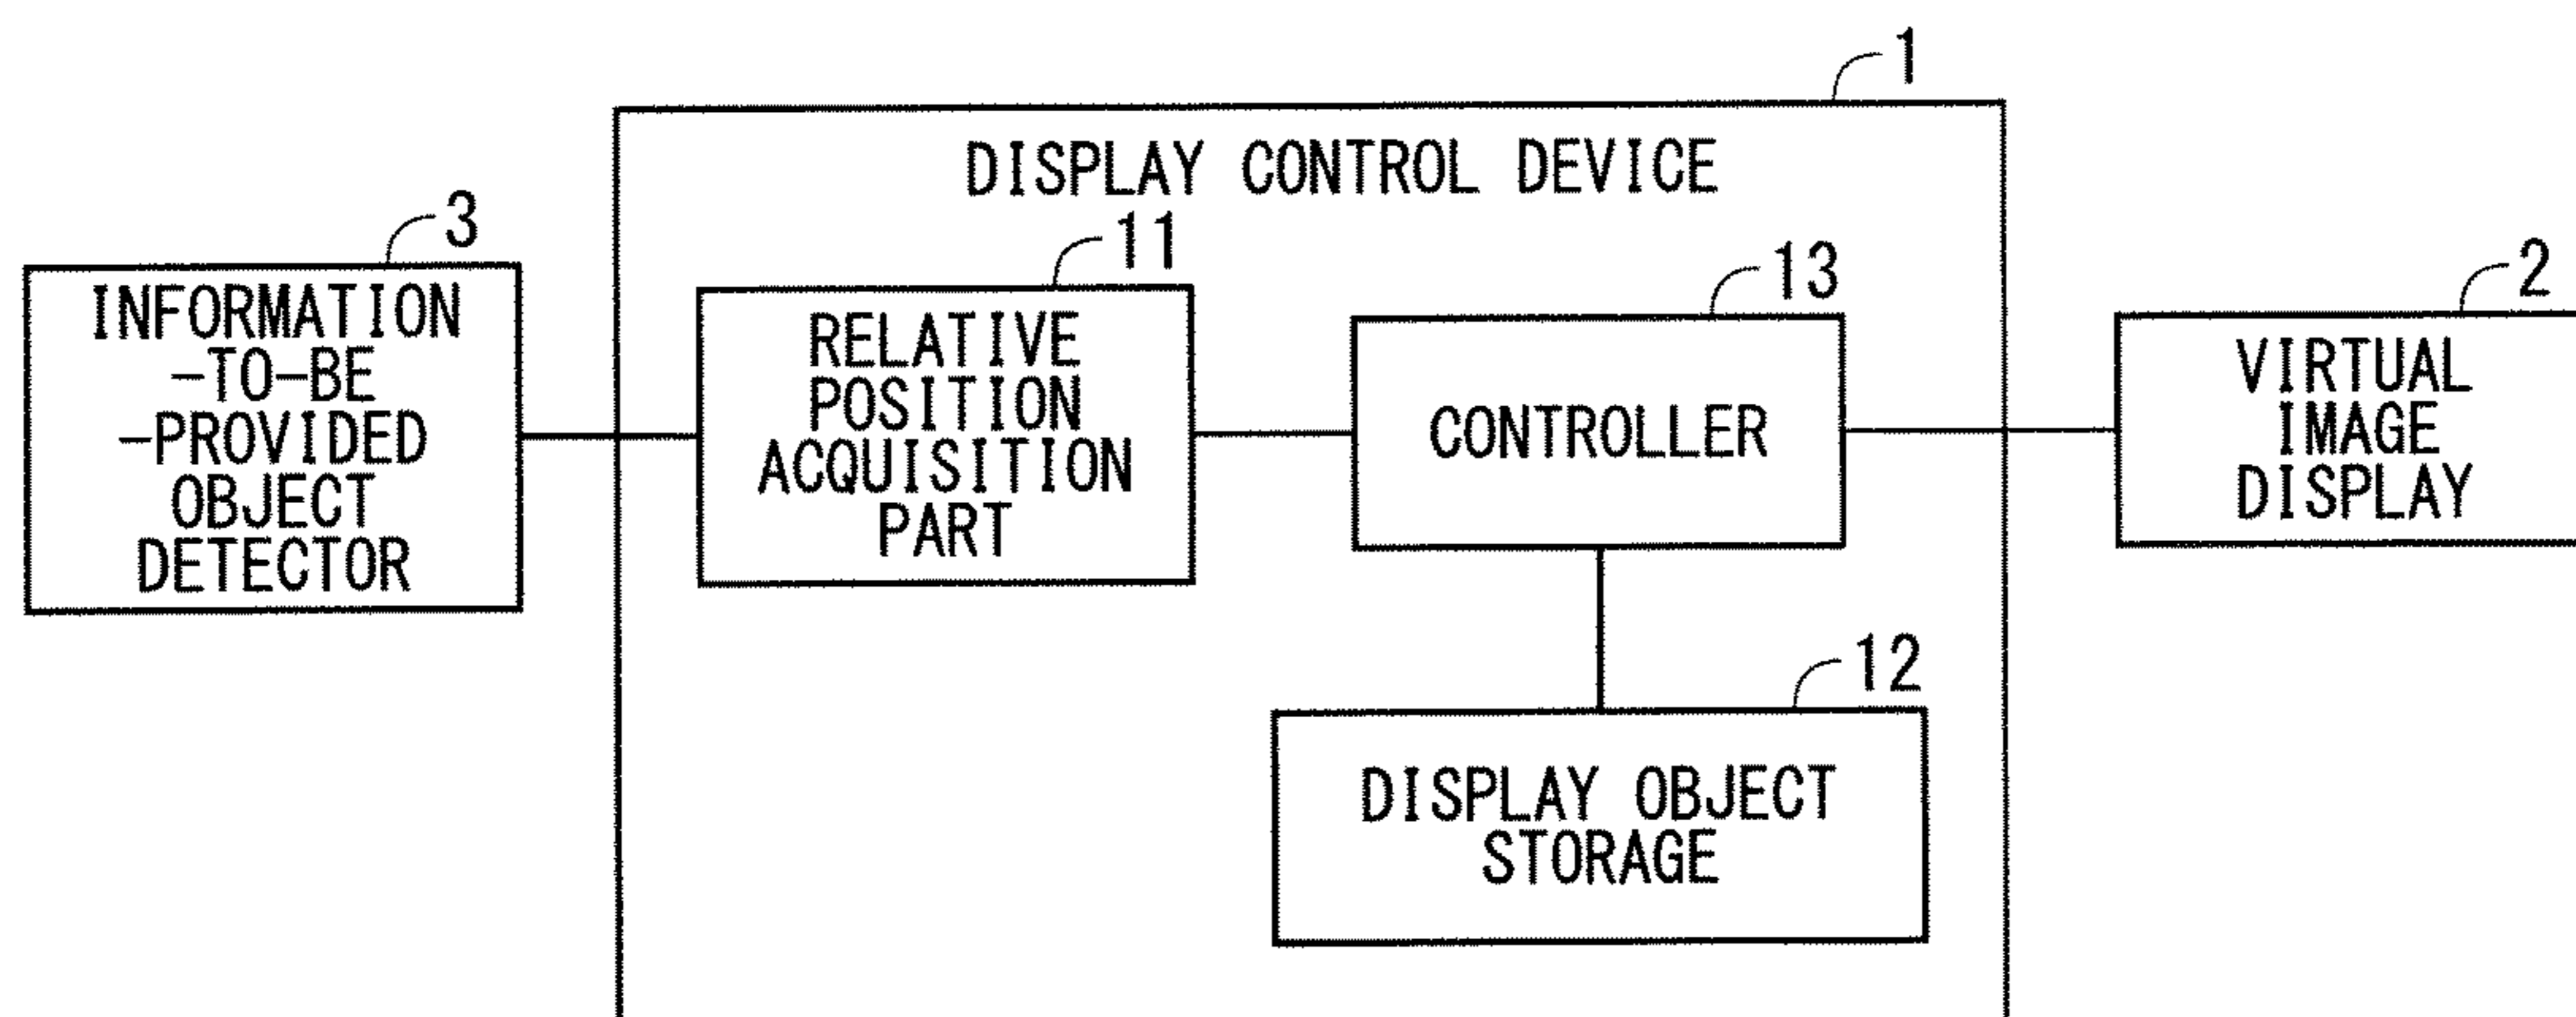 1
DISPLAY CONTROL DEVICE
3
INFORMATION
-TO-BE
-PROVIDED
OBJECT
DETECTOR
11
RELATIVE
POSITION
ACQUISITION
PART
13
CONTROLLER
2
VIRTUAL
IMAGE
DISPLAY
12
DISPLAY OBJECT
STORAGE